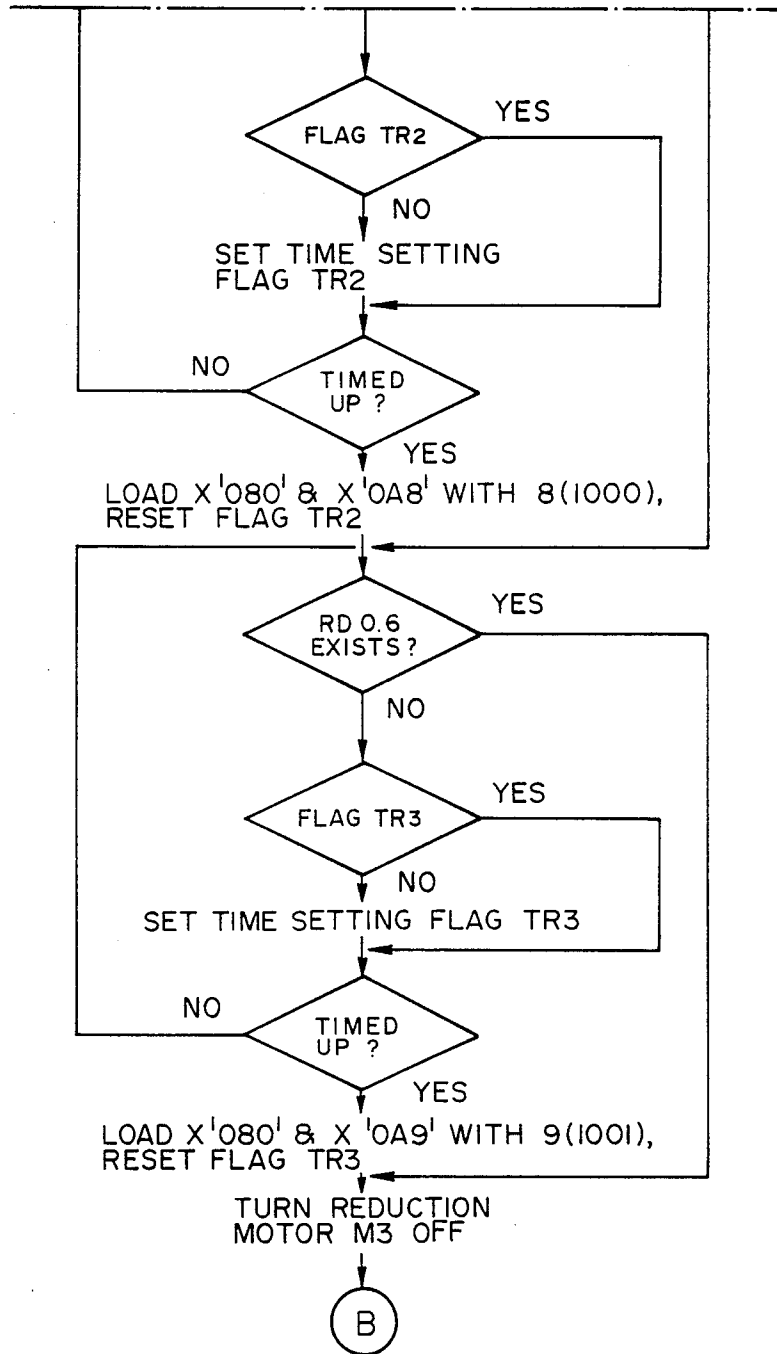 FLAG TR2
YES
NO
SET TIME SETTING
FLAG TR2
NO
TIMED
UP ?
YES
LOAD X'080' & X'0A8' WITH 8(1000),
RESET FLAG TR2
RD 0.6
EXISTS?
YES
NO
FLAG TR3
YES
NO
SET TIME SETTING FLAG TR3
NO
TIMED
UP ?
YES
LOAD X'080' & X'0A9' WITH 9(1001),
RESET FLAG TR3
TURN REDUCTION
MOTOR M3 OFF
B